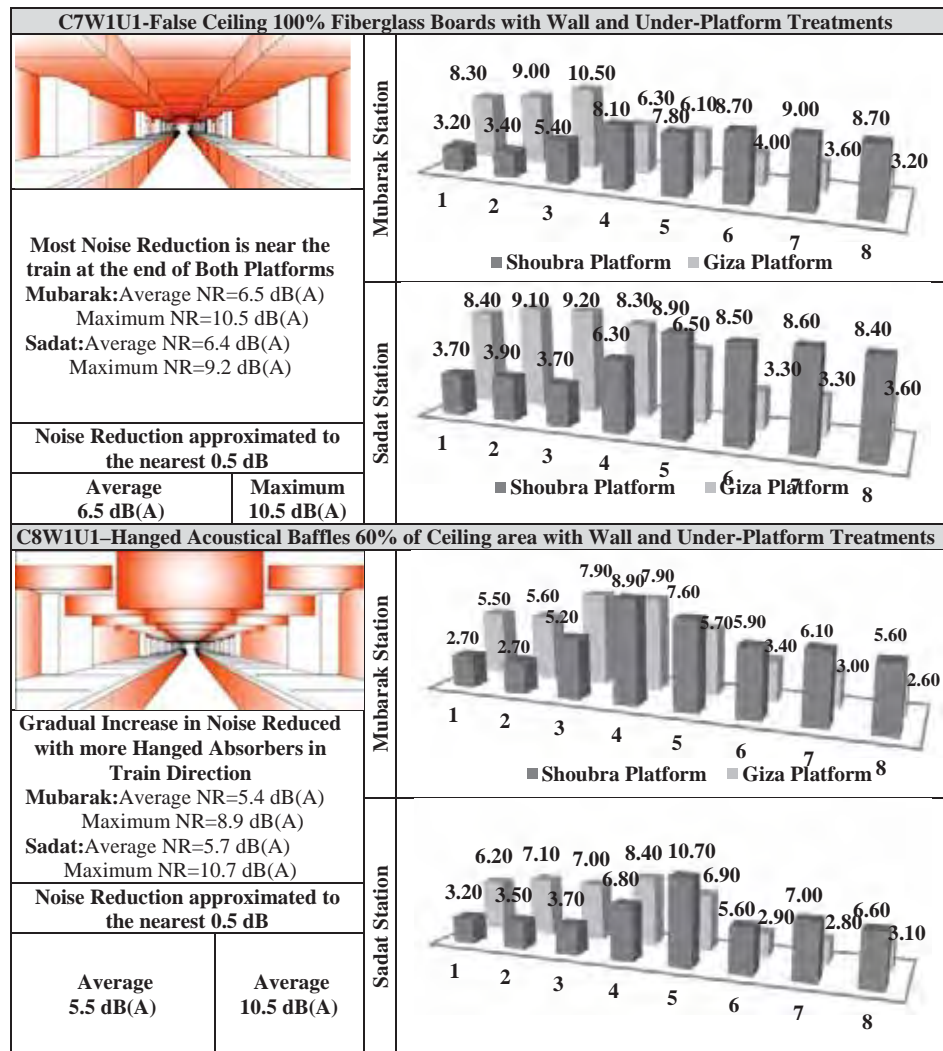 C7W1U1-False Ceiling 100% Fiberglass Boards with Wall and Under-Platform Treatments
Most Noise Reduction is near the
train at the end of Both Platforms
Mubarak:Average NR=6.5 dB(A)
Maximum NR=10.5 dB(A)
Sadat:Average NR=6.4 dB(A)
Maximum NR=9.2 dB(A)
Noise Reduction approximated to
the nearest 0.5 dB
Average Maximum
6.5 dB(A) 10.5 dB(A)
Mubarak Station
8.30 9.00 10.50 6.30 6.10 4.00 3.60 3.20
3.20 3.40 5.40 8.10 7.80 8.70 9.00 8.70
1 2 3 4 5 6 7 8
Shoubra Platform Giza Platform
Sadat Station
8.40 9.10 9.20 8.30 6.50 3.30 3.30 3.60
3.70 3.90 3.70 6.30 8.90 8.50 8.60 8.40
1 2 3 4 5 6 7 8
Shoubra Platform Giza Platform
C8W1U1–Hanged Acoustical Baffles 60% of Ceiling area with Wall and Under-Platform Treatments
Gradual Increase in Noise Reduced
with more Hanged Absorbers in
Train Direction
Mubarak:Average NR=5.4 dB(A)
Maximum NR=8.9 dB(A)
Sadat:Average NR=5.7 dB(A)
Maximum NR=10.7 dB(A)
Noise Reduction approximated to
the nearest 0.5 dB
Average Average
5.5 dB(A) 10.5 dB(A)
Mubarak Station
5.50 5.60 7.90 7.90 5.70 3.40 3.00 2.60
2.70 2.70 5.20 8.90 7.60 5.90 6.10 5.60
1 2 3 4 5 6 7 8
Shoubra Platform Giza Platform
Sadat Station
6.20 7.10 7.00 8.40 6.90 2.90 2.80 3.10
3.20 3.50 3.70 6.80 10.70 5.60 7.00 6.60
1 2 3 4 5 6 7 8